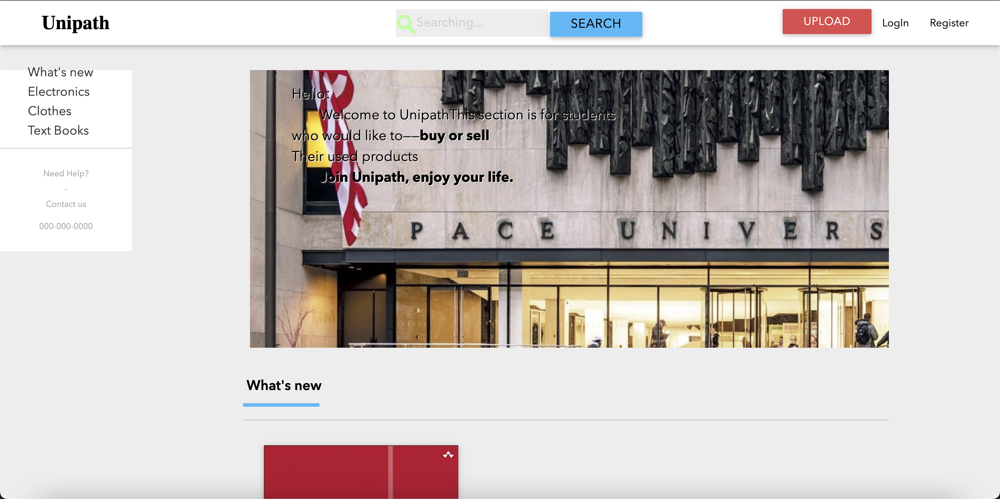 Unipath
Searching...
SEARCH
UPLOAD
LogIn
Register
What's new
Electronics
Clothes
Text Books
Need Help?
-
Contact us
000-000-0000
Hello:
Welcome to UnipathThis section is for students
who would like to——buy or sell
Their used products
Join Unipath, enjoy your life.
PACE UNIVERS
What's new